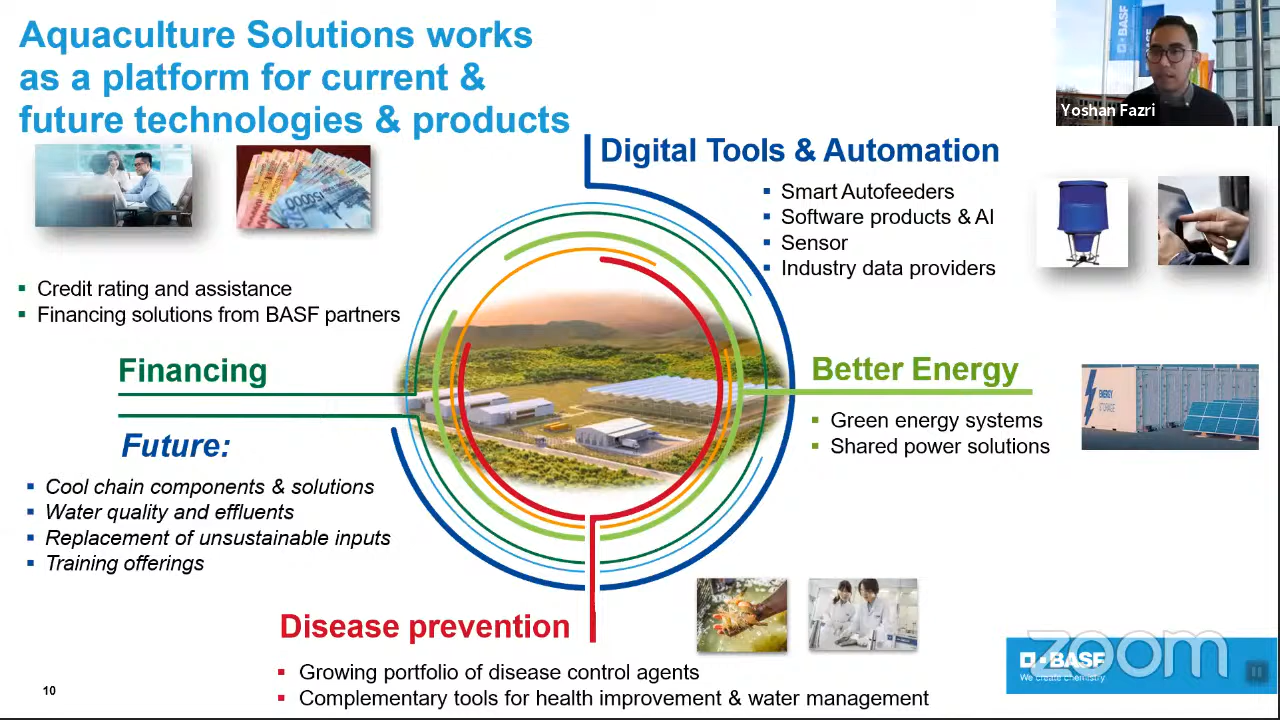 Aquaculture Solutions works
as a platform for current &
future technologies & products
BASF
Yoshan Fazri
Digital Tools & Automation
▪ Smart Autofeeders
▪ Software products & AI
▪ Sensor
▪ Industry data providers
▪ Credit rating and assistance
▪ Financing solutions from BASF partners
Financing
Better Energy
▪ Green energy systems
▪ Shared power solutions
ENERGY
STORAGE
Future:
▪ Cool chain components & solutions
▪ Water quality and effluents
▪ Replacement of unsustainable inputs
▪ Training offerings
Disease prevention
▪ Growing portfolio of disease control agents
▪ Complementary tools for health improvement & water management
10
BASF
We create chemistry
zoom